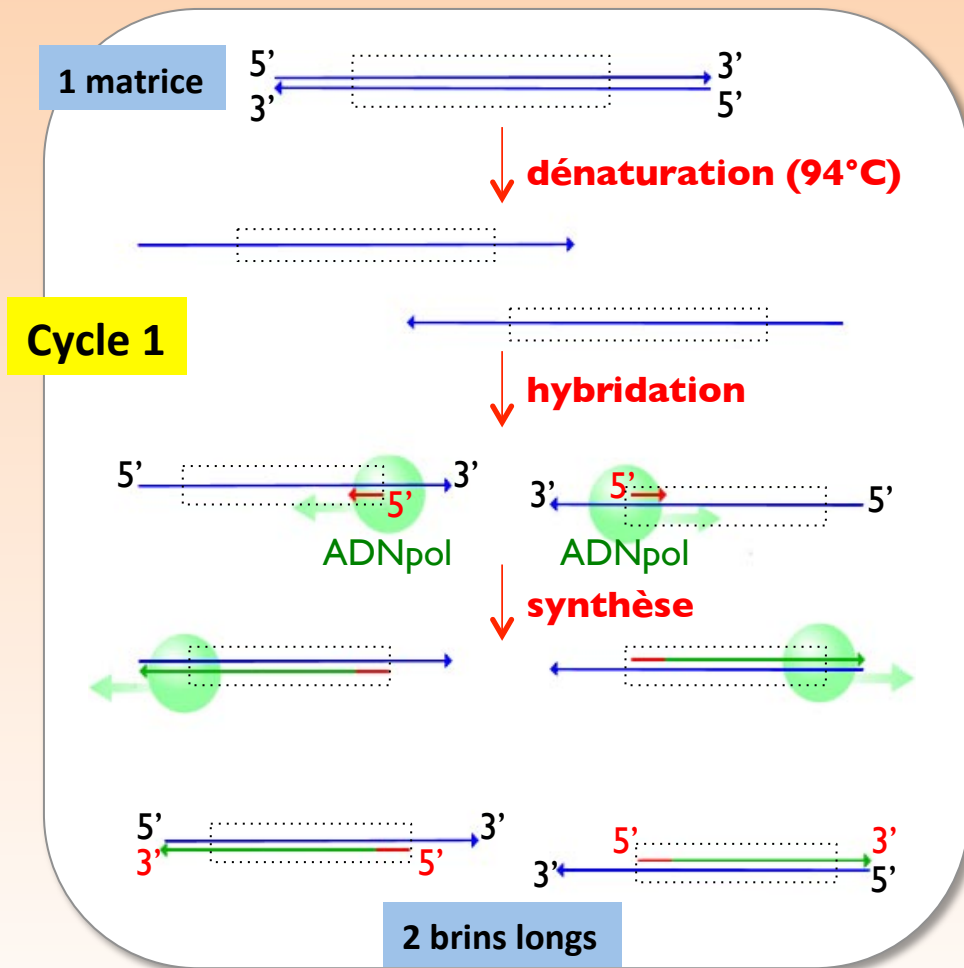 1 matrice
5’ 3’
3’ 5’
dénaturation (94°C)
Cycle 1
hybridation
5’ 3’ 5’
3’ 5’ 5’
ADNpol ADNpol
synthèse
5’ 3’ 5’ 3’
3’ 5’ 3’ 5’
2 brins longs